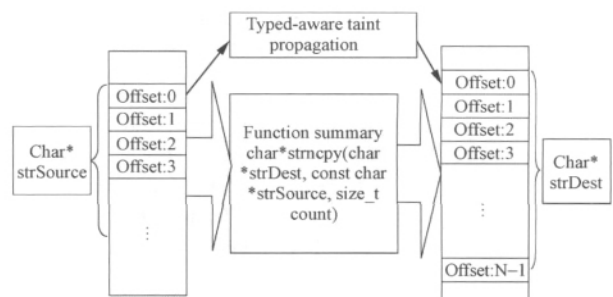 Typed-aware taint
propagation
Char*
strSource
Offset:0
Offset:1
Offset:2
Offset:3
⋮
Function summary
char*strncpy(char
*strDest, const char
*strSource, size_t
count)
Offset:0
Offset:1
Offset:2
Offset:3
⋮
Offset:N−1
Char*
strDest